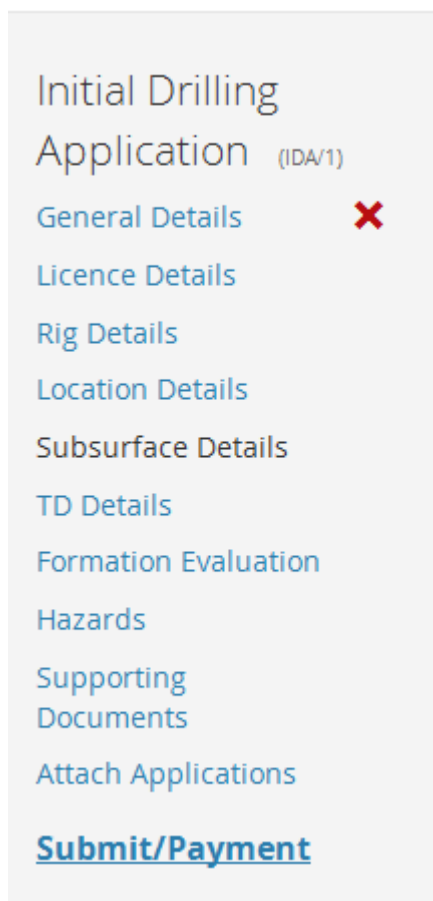 Initial Drilling
Application (IDA/1)
General Details
Licence Details
Rig Details
Location Details
Subsurface Details
TD Details
Formation Evaluation
Hazards
Supporting
Documents
Attach Applications
Submit/Payment